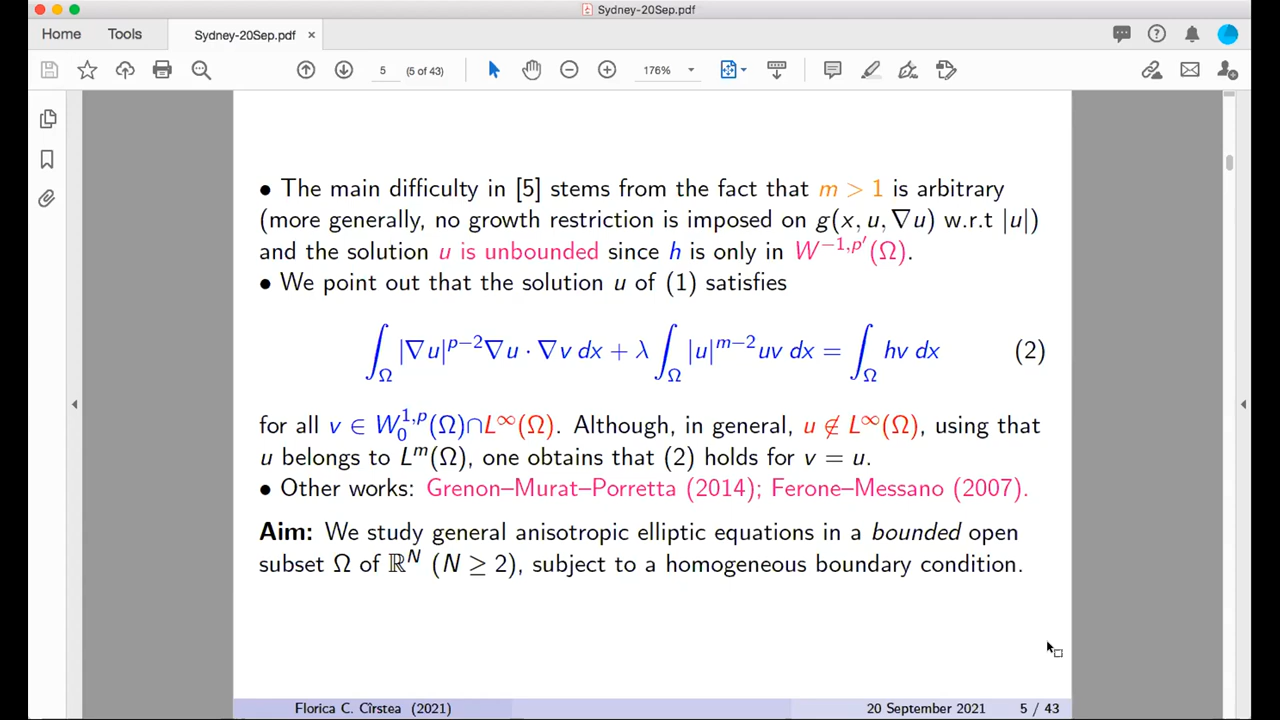 Sydney-20Sep.pdf
Home Tools Sydney-20Sep.pdf ×
5 (5 of 43) 176%
• The main difficulty in [5] stems from the fact that m > 1 is arbitrary
(more generally, no growth restriction is imposed on g(x, u, ∇u) w.r.t |u|)
and the solution u is unbounded since h is only in W^{−1,p′}(Ω).
• We point out that the solution u of (1) satisfies
∫_Ω |∇u|^{p−2}∇u · ∇v dx + λ ∫_Ω |u|^{m−2}uv dx = ∫_Ω hv dx (2)
for all v ∈ W_0^{1,p}(Ω)∩L^∞(Ω). Although, in general, u ∉ L^∞(Ω), using that
u belongs to L^m(Ω), one obtains that (2) holds for v = u.
• Other works: Grenon–Murat–Porretta (2014); Ferone–Messano (2007).
Aim: We study general anisotropic elliptic equations in a bounded open
subset Ω of ℝ^N (N ≥ 2), subject to a homogeneous boundary condition.
Florica C. Cîrstea (2021) 20 September 2021 5 / 43